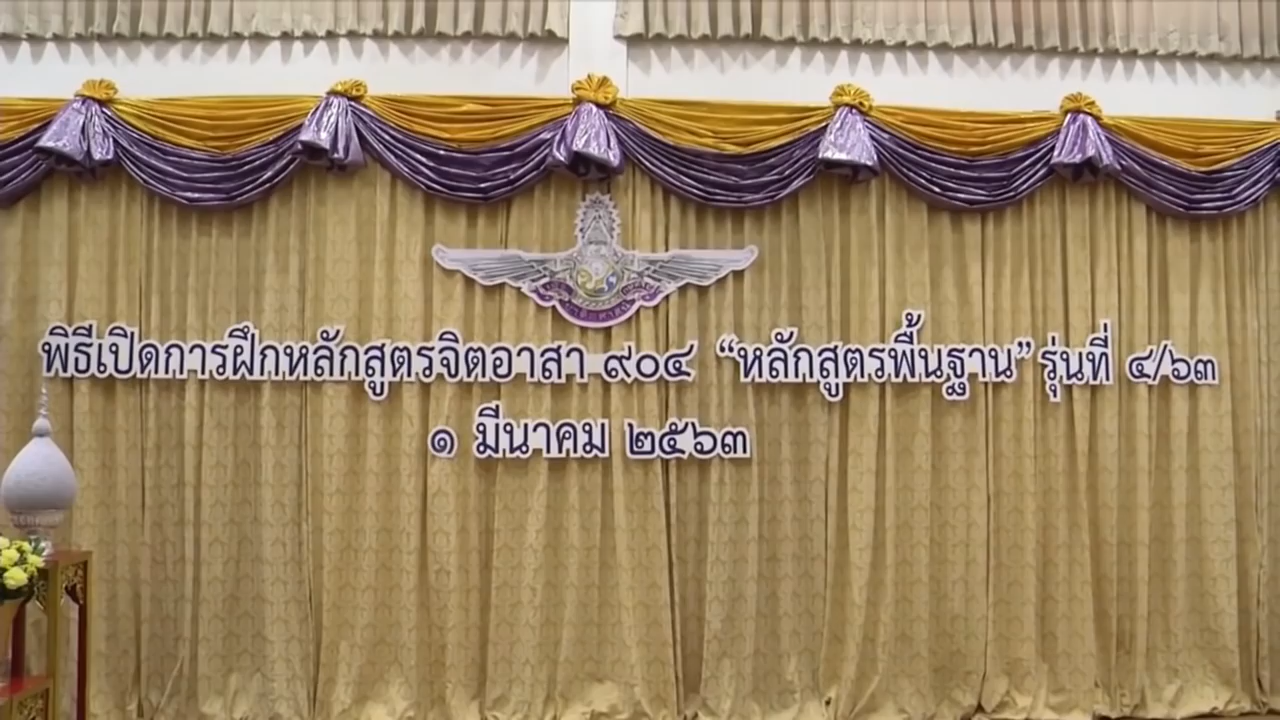 พิธีเปิดการฝึกหลักสูตรจิตอาสา ๙๐๔ “หลักสูตรพื้นฐาน” รุ่นที่ ๔/๖๓
๑ มีนาคม ๒๕๖๓